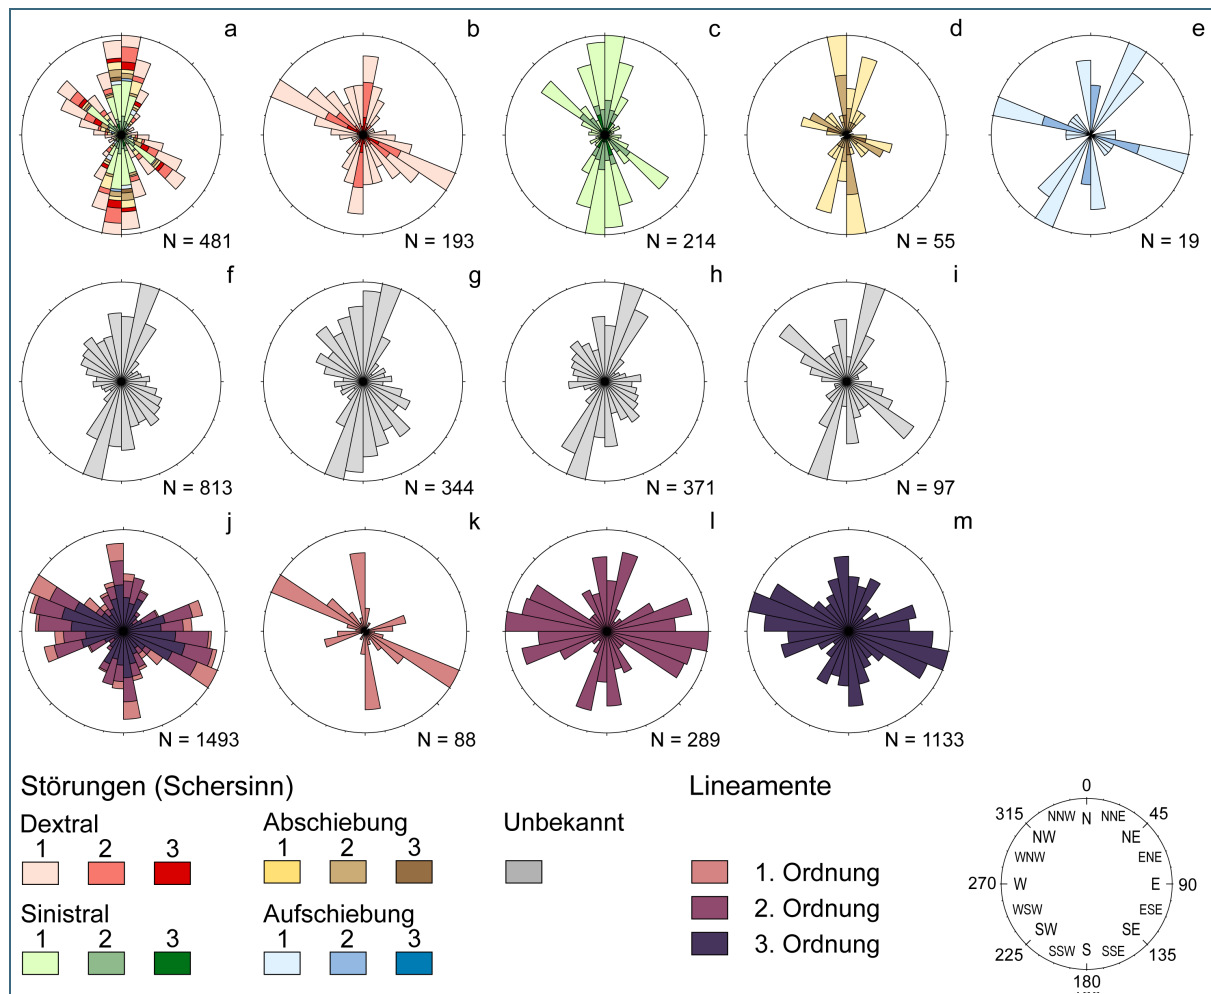 a b c d e
N = 481 N = 193 N = 214 N = 55 N = 19
f g h i
N = 813 N = 344 N = 371 N = 97
j k l m
N = 1493 N = 88 N = 289 N = 1133
Störungen (Schersinn)
Dextral
1 2 3
Sinistral
1 2 3
Abschiebung
1 2 3
Aufschiebung
1 2 3
Unbekannt
Lineamente
1. Ordnung
2. Ordnung
3. Ordnung
0
315 NNW N NNE 45
NW NE
WNW ENE
270 W E 90
WSW ESE
SW SE
225 SSW S SSE 135
180